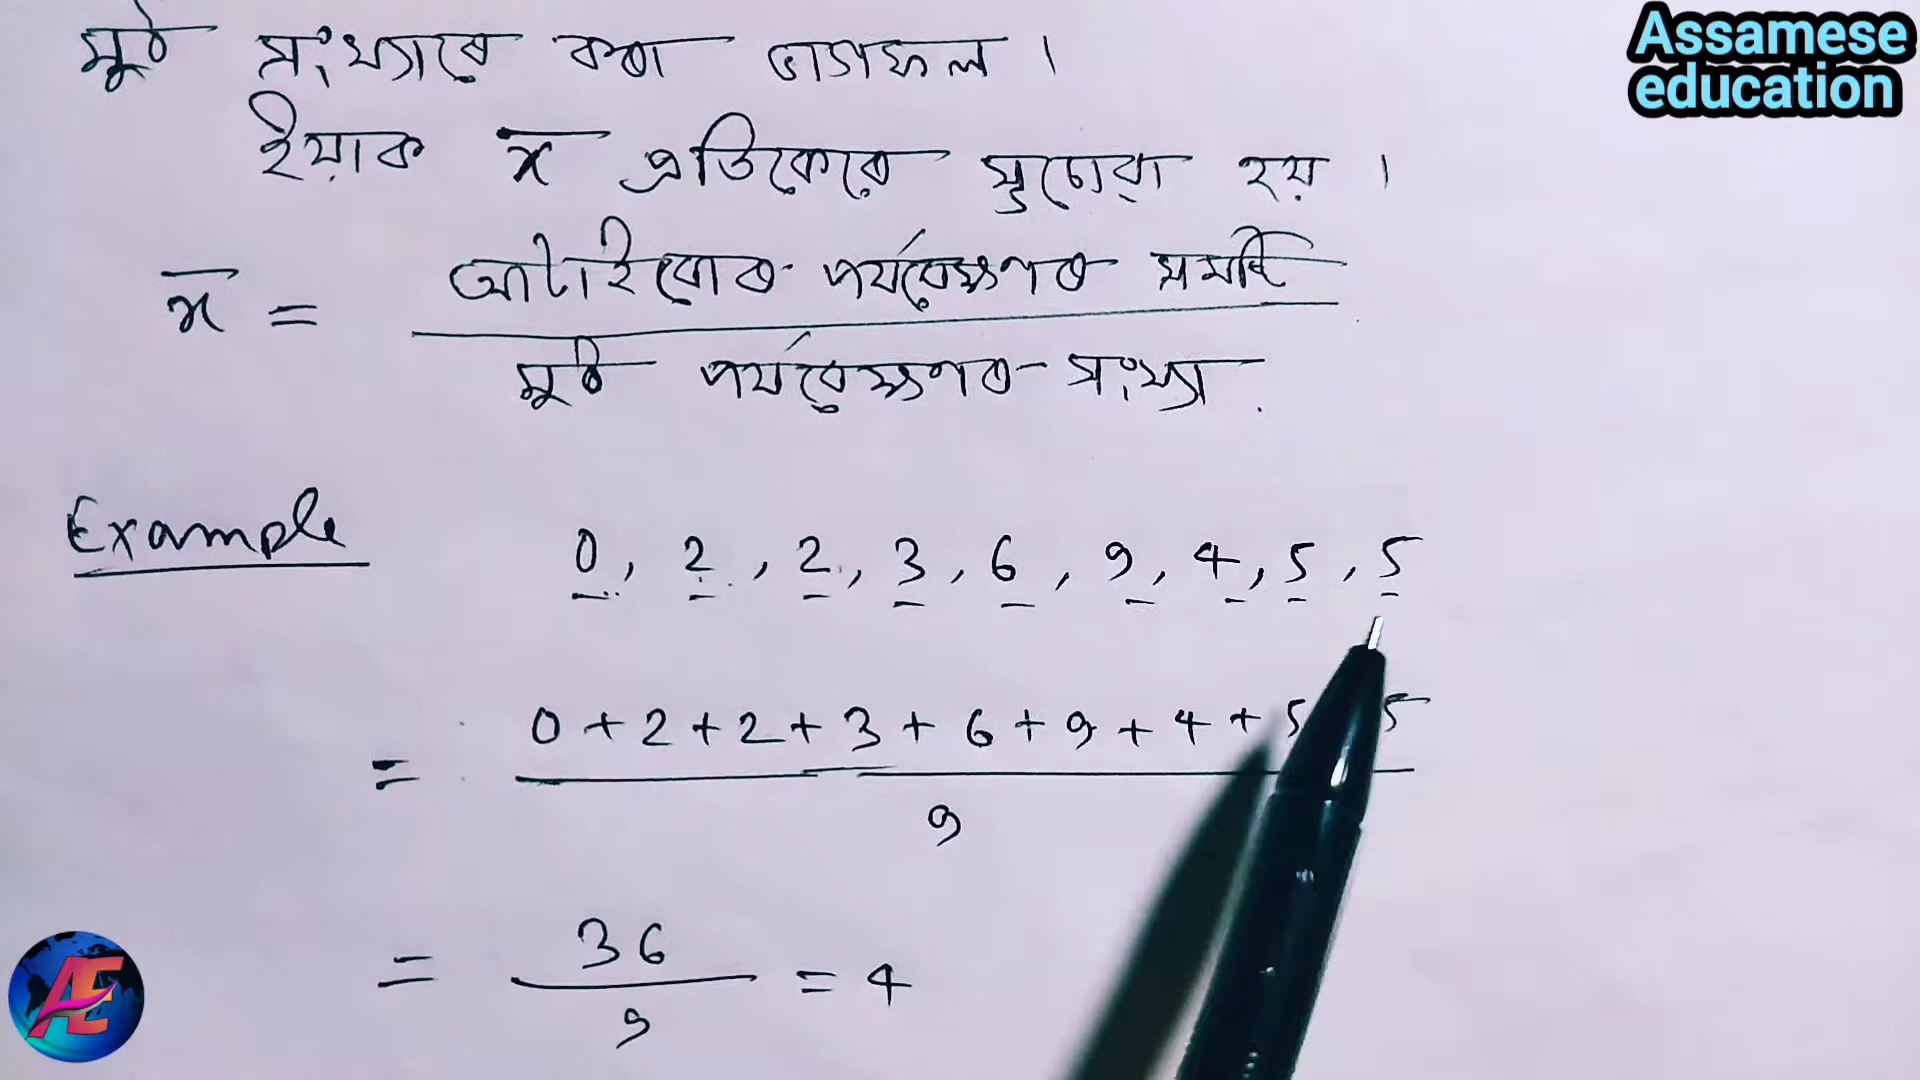 Assamese
education
মুঠ সংখ্যাৰে কৰা ভাগফল ।
ইয়াক x̄ প্ৰতিকেৰে সুচোৱা হয় ।
x̄ = আটাইবোৰ পৰ্যবেক্ষণৰ সমষ্টি
মুঠ পৰ্যবেক্ষণৰ সংখ্যা.
Example 0, 2, 2, 3, 6, 9, 4, 5, 5
= 0 + 2 + 2 + 3 + 6 + 9 + 4 + 5 5
9
= 36 = 4
9
AE